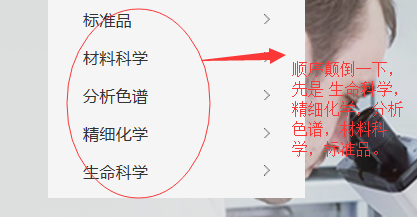 标准品
材料科学
分析色谱
精细化学
生命科学
顺序颠倒一下，
先是 生命科学，
精细化学，分析
色谱，材料科
学，标准品。